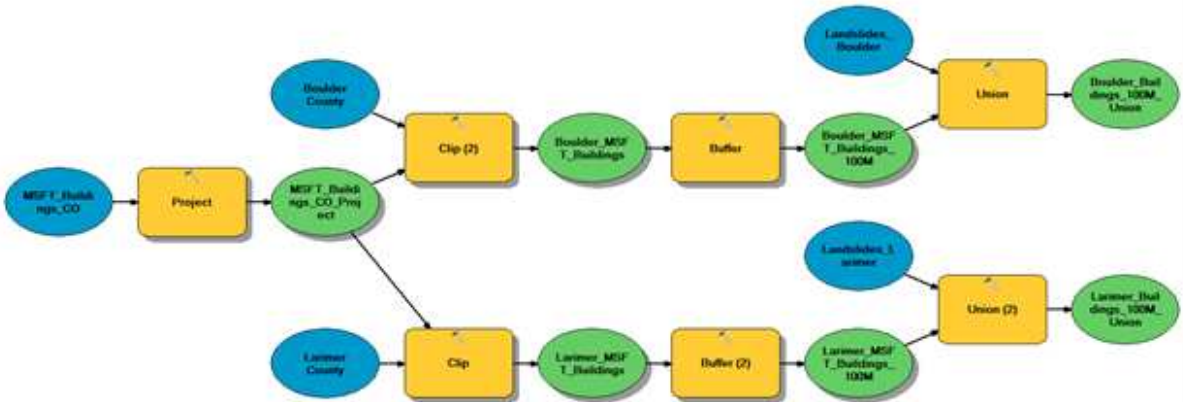 Landslides_
Boulder
Union
Boulder_Buil
dings_100M_
Union
Boulder
County
Clip (2)
Boulder_MSF
T_Buildings
Buffer
Boulder_MSF
T_Buildings_
100M
MSFT_Buildi
ngs_CO
Project
MSFT_Buildi
ngs_CO_Proj
ect
Landslides_L
arimer
Union (2)
Larimer_Buil
dings_100M_
Union
Larimer
County
Clip
Larimer_MSF
T_Buildings
Buffer (2)
Larimer_MSF
T_Buildings_
100M